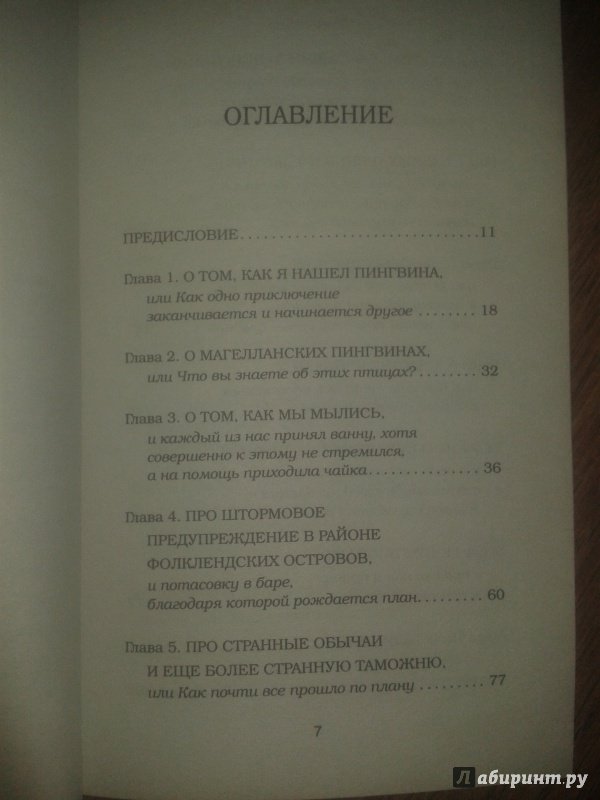 ОГЛАВЛЕНИЕ
ПРЕДИСЛОВИЕ..............................11
Глава 1. О ТОМ, КАК Я НАШЕЛ ПИНГВИНА,
или Как одно приключение
заканчивается и начинается другое ........ 18
Глава 2. О МАГЕЛЛАНСКИХ ПИНГВИНАХ,
или Что вы знаете об этих птицах? ........ 32
Глава 3. О ТОМ, КАК МЫ МЫЛИСЬ,
и каждый из нас принял ванну, хотя
совершенно к этому не стремился,
а на помощь приходила чайка.............. 36
Глава 4. ПРО ШТОРМОВОЕ
ПРЕДУПРЕЖДЕНИЕ В РАЙОНЕ
ФОЛКЛЕНДСКИХ ОСТРОВОВ,
и потасовку в баре,
благодаря которой рождается план......... 60
Глава 5. ПРО СТРАННЫЕ ОБЫЧАИ
И ЕЩЕ БОЛЕЕ СТРАННУЮ ТАМОЖНЮ,
или Как почти все прошло по плану ........ 77
7
Лабиринт.ру